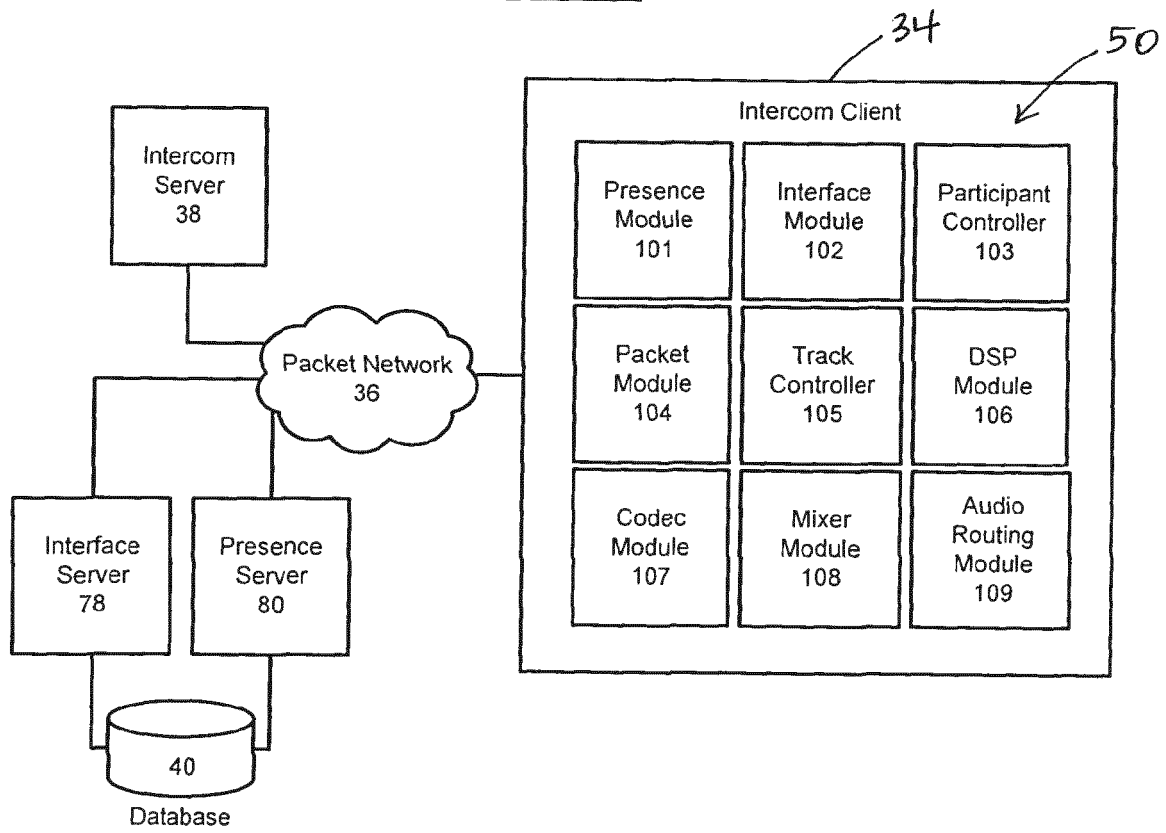 34
50
Intercom Client
Intercom
Server
38
Presence
Module
101
Interface
Module
102
Participant
Controller
103
Packet Network
36
Packet
Module
104
Track
Controller
105
DSP
Module
106
Interface
Server
78
Presence
Server
80
Codec
Module
107
Mixer
Module
108
Audio
Routing
Module
109
40
Database